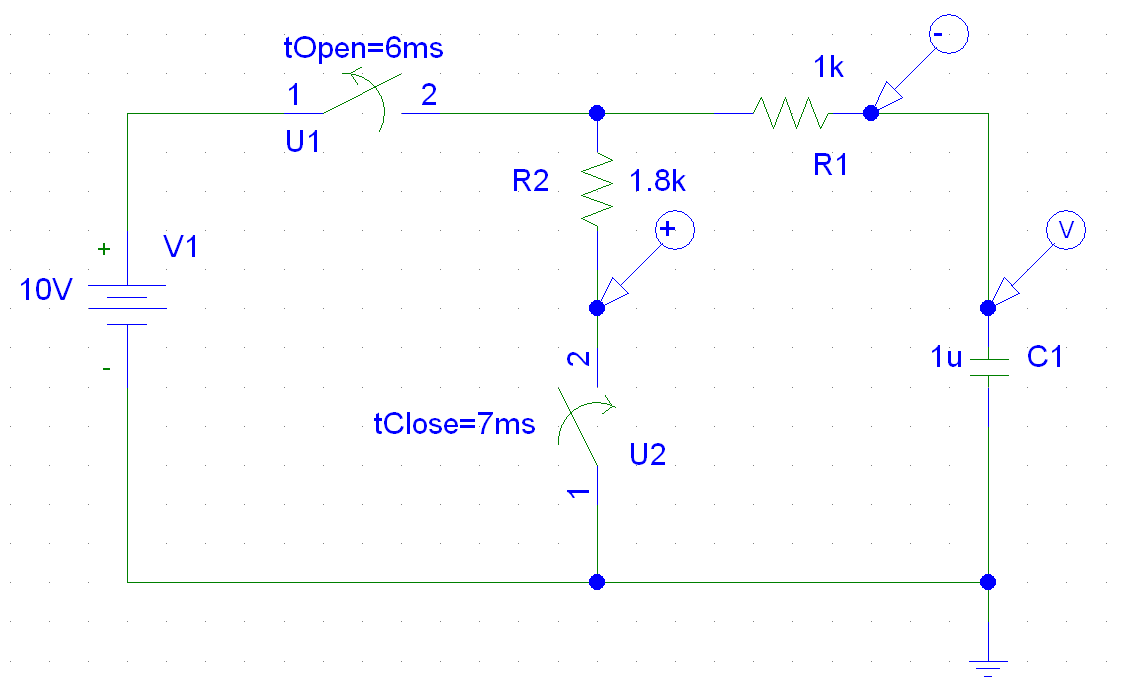 tOpen=6ms
-
1k
1
2
U1
R1
R2
1.8k
+
V
+
V1
10V
-
2
1u
C1
tClose=7ms
U2
1